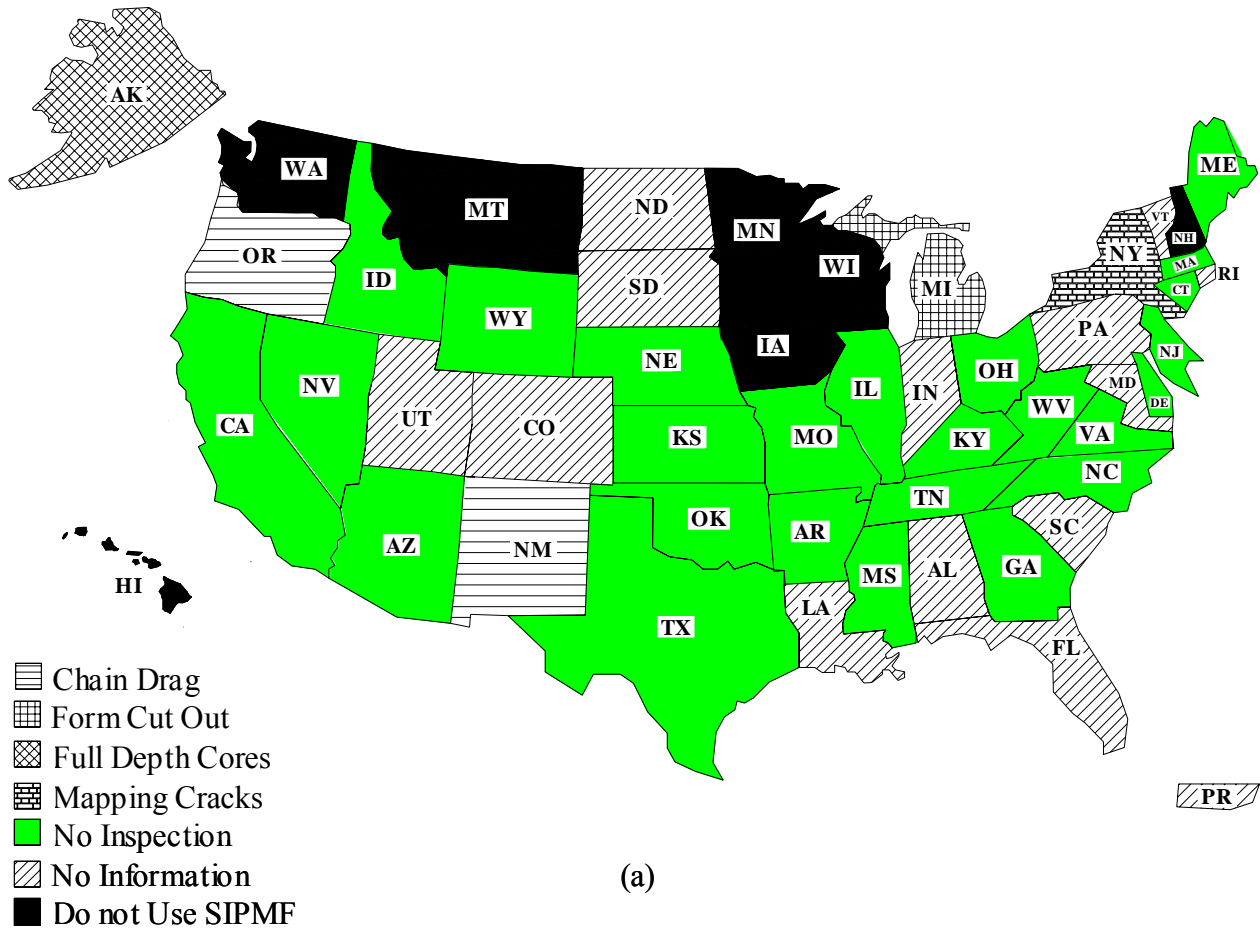 AK
WA
ME
MT
ND
MN
VT
NH
OR
NY
WI
MA
RI
ID
SD
MI
CT
WY
PA
IA
NJ
NE
OH
MD
NV
IL
IN
DE
UT
WV
CA
CO
KS
MO
KY
VA
NC
TN
OK
AR
SC
AZ
NM
MS
AL
GA
HI
LA
TX
FL
Chain Drag
Form Cut Out
Full Depth Cores
Mapping Cracks
PR
No Inspection
No Information
(a)
Do not Use SIPMF